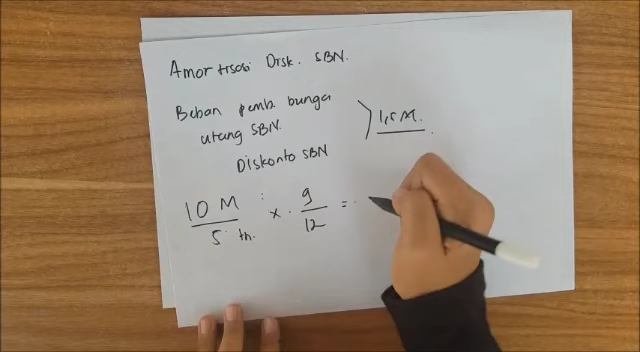 Amortisasi Disk. SBN.
Beban pemb. bunga
utang SBN.
Diskonto SBN
1,5 M.
10 M / 5 th. x 9 / 12 =